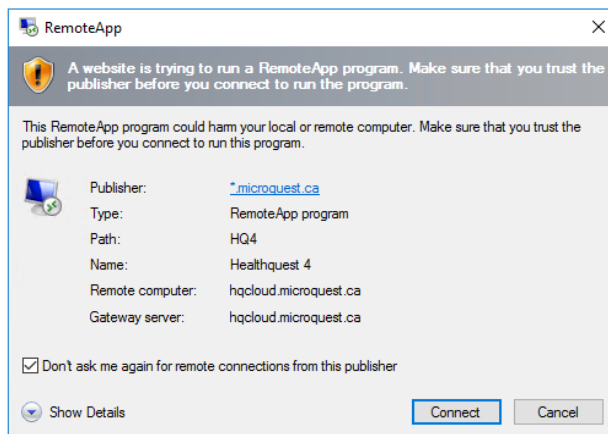 RemoteApp
A website is trying to run a RemoteApp program. Make sure that you trust the
publisher before you connect to run the program.
This RemoteApp program could harm your local or remote computer. Make sure that you trust the
publisher before you connect to run this program.
Publisher: *.microquest.ca
Type: RemoteApp program
Path: HQ4
Name: Healthquest 4
Remote computer: hqcloud.microquest.ca
Gateway server: hqcloud.microquest.ca
Don't ask me again for remote connections from this publisher
Show Details Connect Cancel